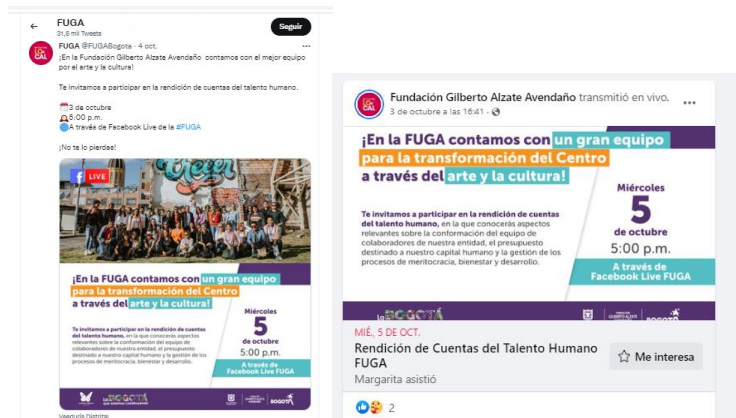 FUGA
31,6 mil Tweets
Seguir
FUGA @FUGABogota · 4 oct.
¡En la Fundación Gilberto Alzate Avendaño contamos con el mejor equipo
por el arte y la cultura!
Te invitamos a participar en la rendición de cuentas del talento humano.
3 de octubre
5:00 p.m.
A través de Facebook Live de la #FUGA
¡No te lo pierdas!
LIVE
¡En la FUGA contamos con un gran equipo
para la transformación del Centro
a través del arte y la cultura!
Te invitamos a participar en la rendición de cuentas
del talento humano, en la que conocerás aspectos
relevantes sobre la conformación del equipo de
colaboradores de nuestra entidad, el presupuesto
destinado a nuestro capital humano y la gestión de los
procesos de meritocracia, bienestar y desarrollo.
Miércoles
5
de octubre
5:00 p.m.
A través de
Facebook Live FUGA
BOGOTÁ
Veeduría Distrital
Fundación Gilberto Alzate Avendaño transmitió en vivo.
3 de octubre a las 16:41
¡En la FUGA contamos con un gran equipo
para la transformación del Centro
a través del arte y la cultura!
Te invitamos a participar en la rendición de cuentas
del talento humano, en la que conocerás aspectos
relevantes sobre la conformación del equipo de
colaboradores de nuestra entidad, el presupuesto
destinado a nuestro capital humano y la gestión de los
procesos de meritocracia, bienestar y desarrollo.
Miércoles
5
de octubre
5:00 p.m.
A través de
Facebook Live FUGA
MIÉ., 5 DE OCT.
Rendición de Cuentas del Talento Humano
FUGA
Margarita asistió
Me interesa
2